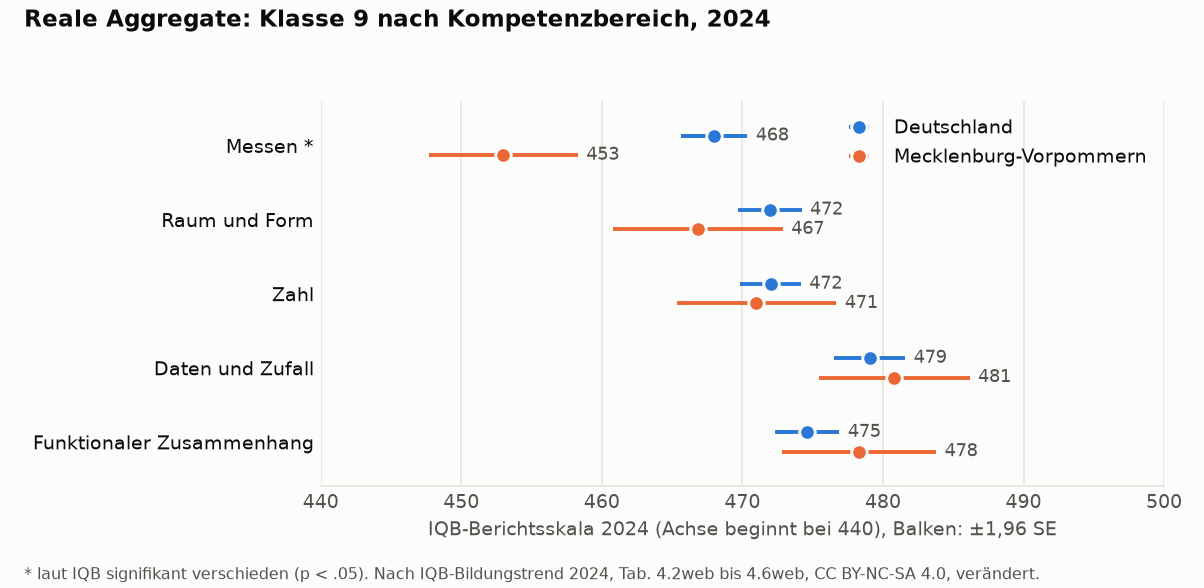 Reale Aggregate: Klasse 9 nach Kompetenzbereich, 2024
Deutschland
Mecklenburg-Vorpommern
Messen *
468
453
Raum und Form
472
467
Zahl
472
471
Daten und Zufall
479
481
Funktionaler Zusammenhang
475
478
440 450 460 470 480 490 500
IQB-Berichtsskala 2024 (Achse beginnt bei 440), Balken: ±1,96 SE
* laut IQB signifikant verschieden (p < .05). Nach IQB-Bildungstrend 2024, Tab. 4.2web bis 4.6web, CC BY-NC-SA 4.0, verändert.